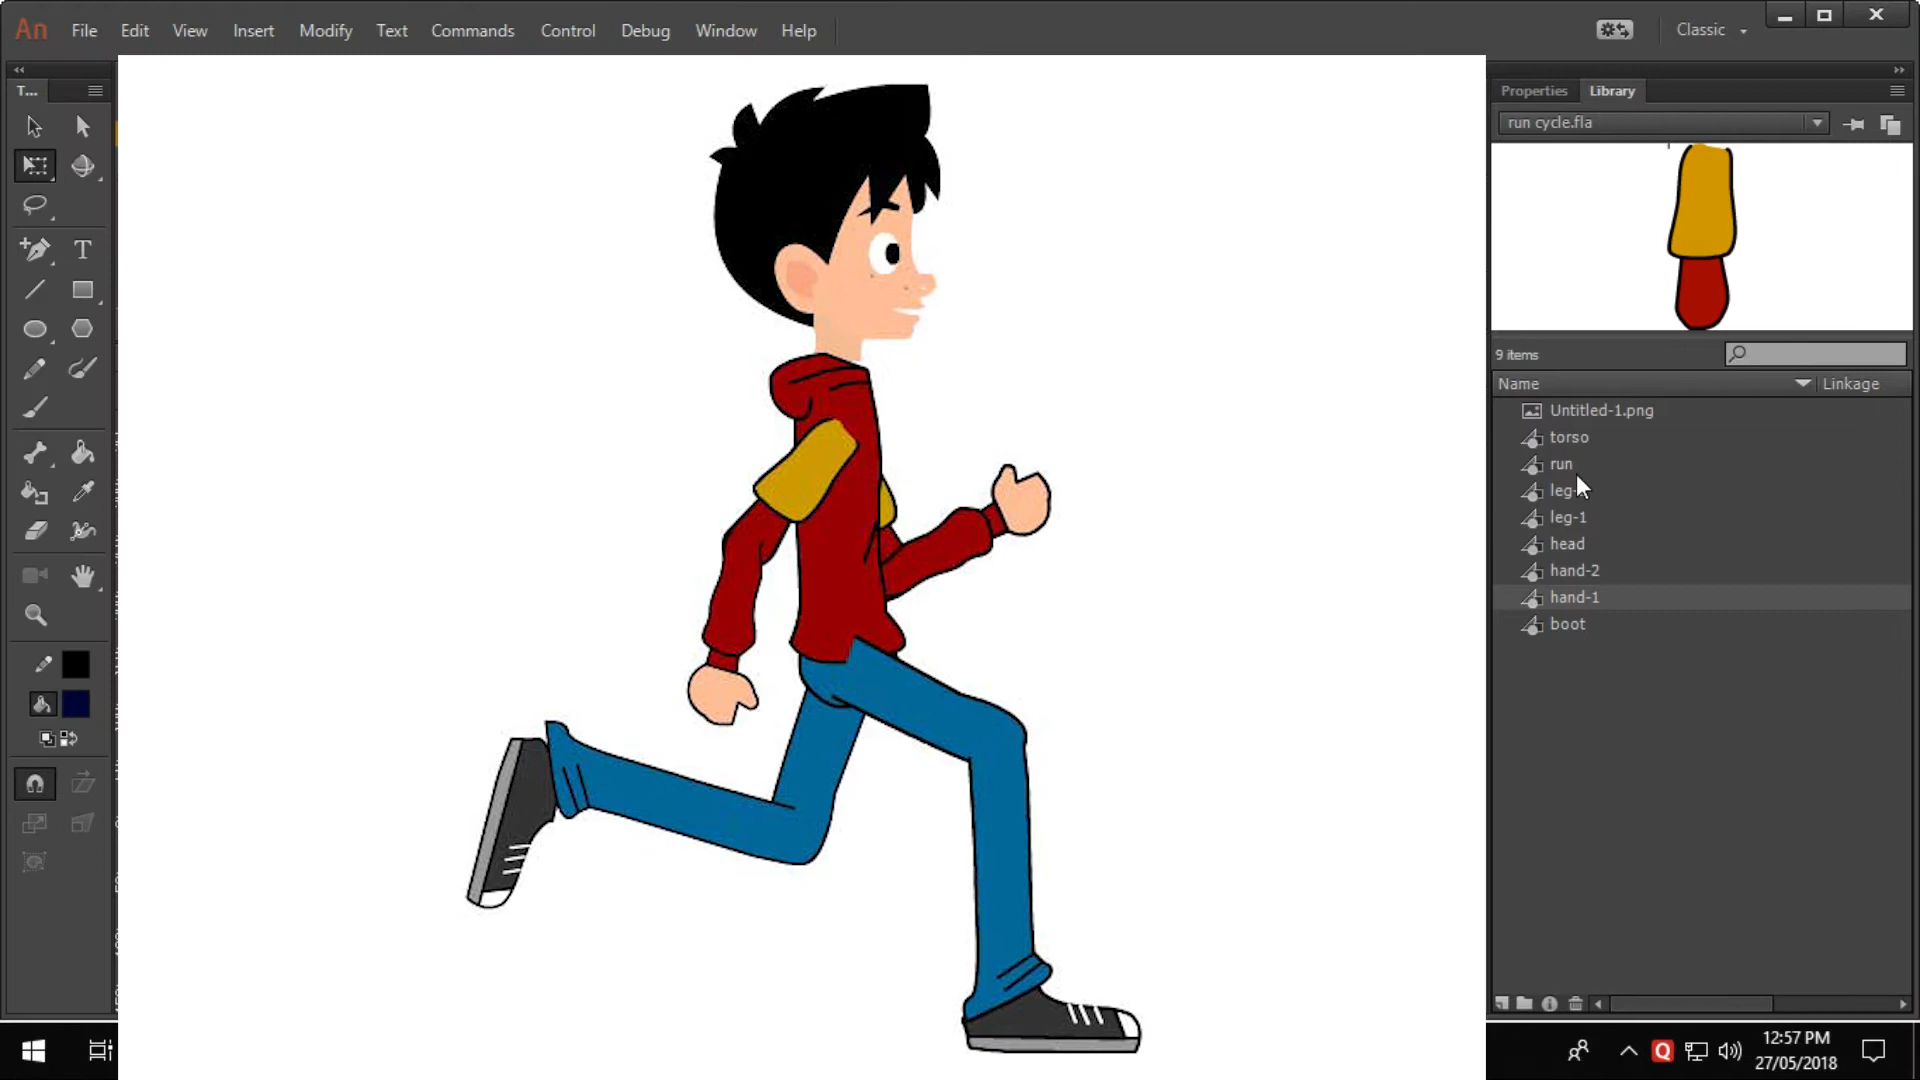 An File Edit View Insert Modify Text Commands Control Debug Window Help Classic
T...
Properties Library
run cycle.fla
9 items
Name Linkage
Untitled-1.png
torso
run
leg-
leg-1
head
hand-2
hand-1
boot
12:57 PM
27/05/2018